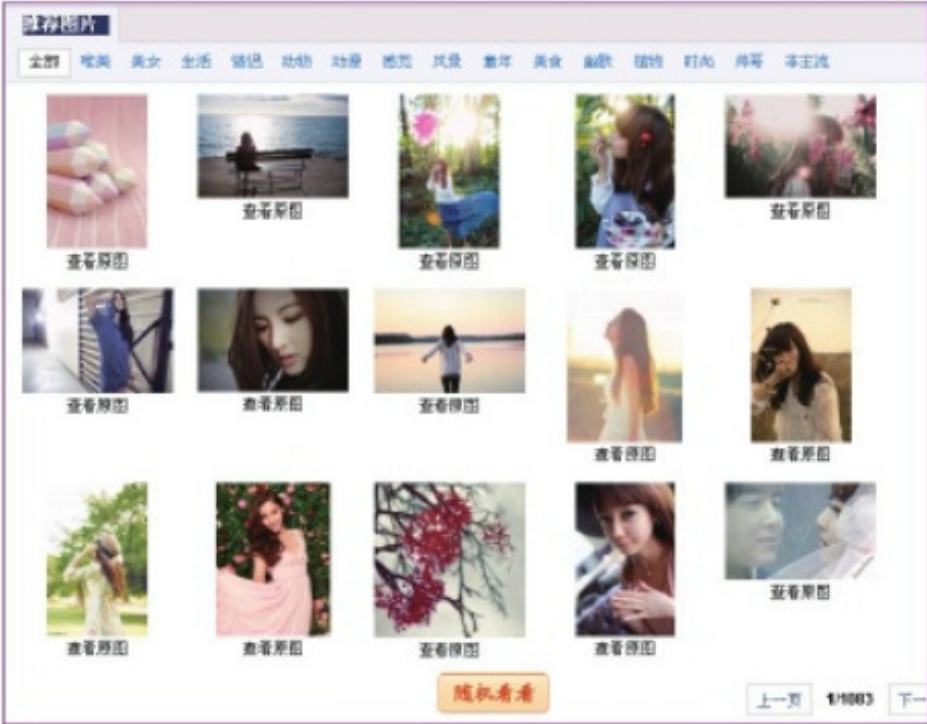 推荐图片
全部 唯美 美女 生活 情侣 动物 动漫 感觉 风景 童年 美食 幽默 植物 时尚 帅哥 非主流
查看原图 查看原图 查看原图 查看原图 查看原图
查看原图 查看原图 查看原图 查看原图 查看原图
查看原图 查看原图 查看原图 查看原图 查看原图
随机看看
上一页 1/1083 下一